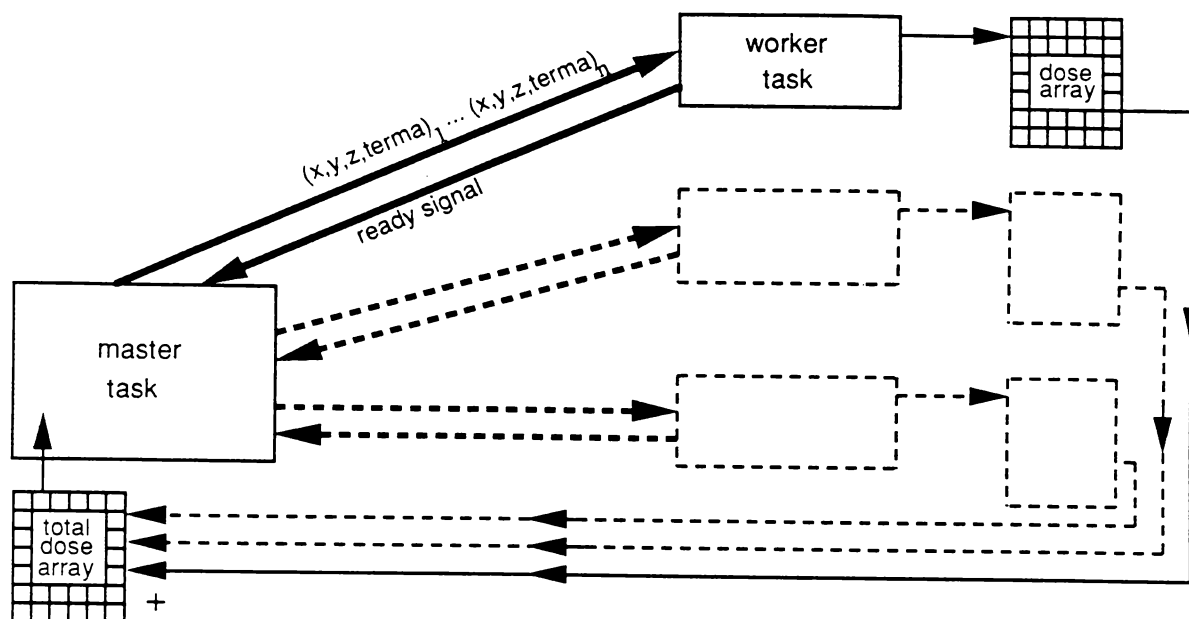 worker
task
dose
array
(x,y,z,terma)1 ... (x,y,z,terma)n
ready signal
master
task
total
dose
array
+